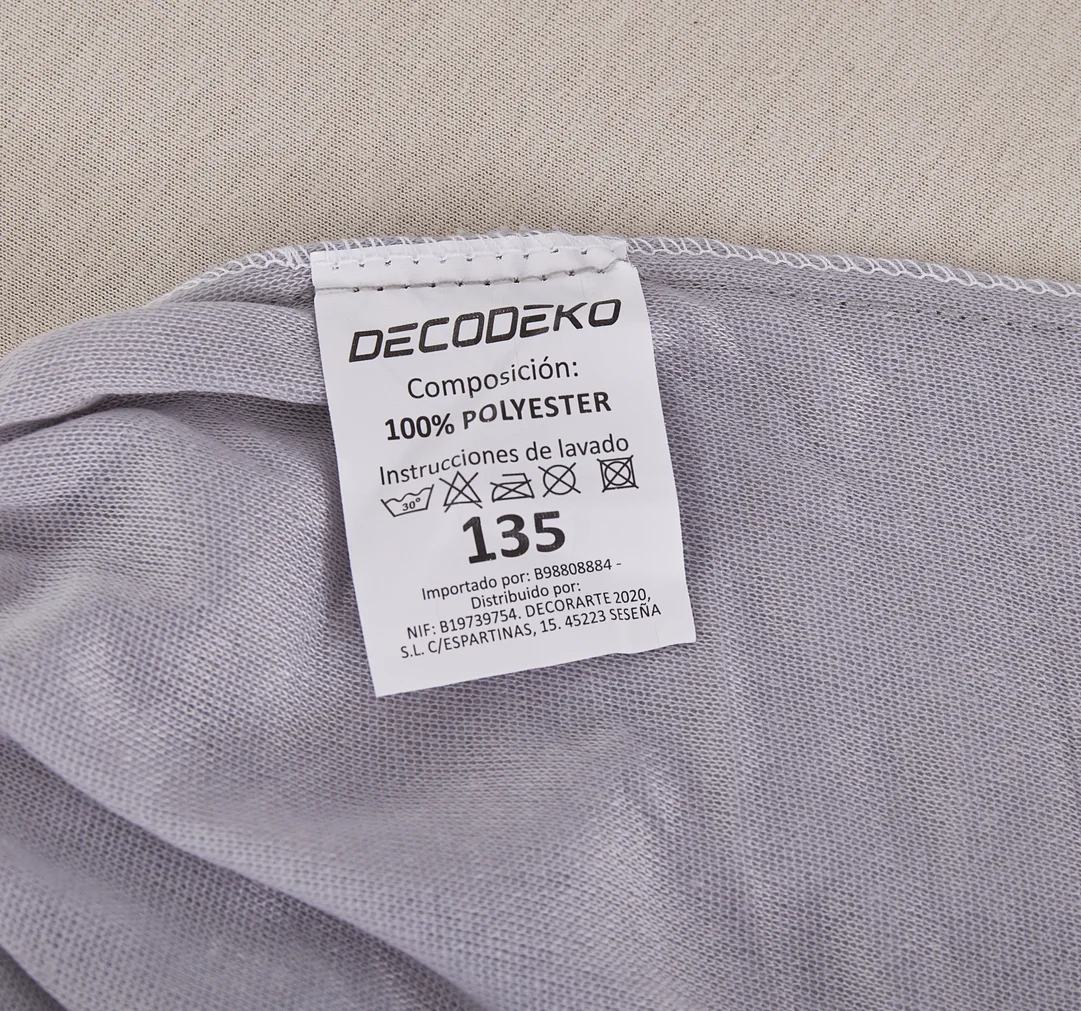 DECODEKO
Composición:
100% POLYESTER
Instrucciones de lavado
30°
135
Importado por: B98808884 -
Distribuido por:
NIF: B19739754. DECORARTE 2020,
S.L. C/ESPARTINAS, 15. 45223 SESEÑA